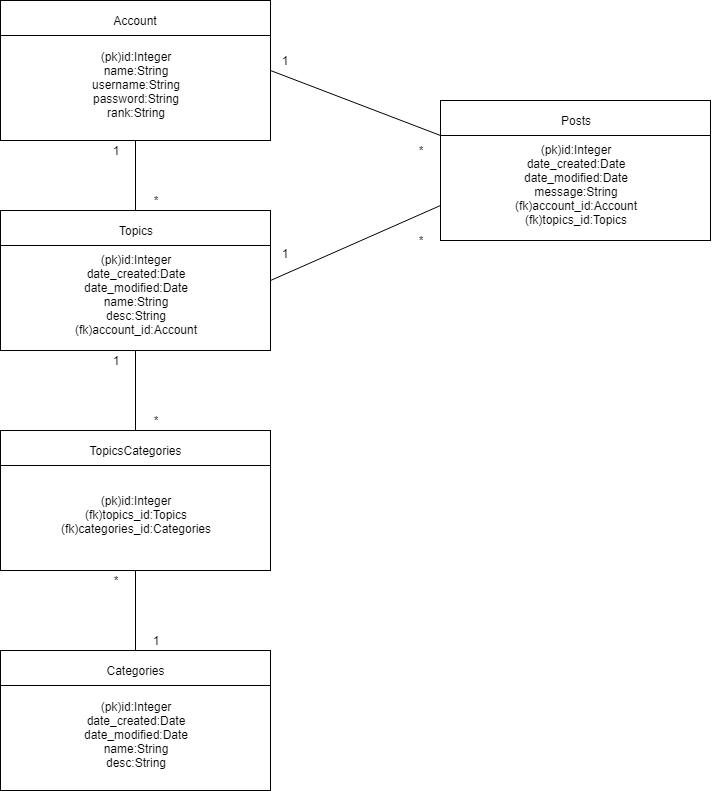 Account
(pk)id:Integer
name:String
username:String
password:String
rank:String
1
1
*
*
Posts
(pk)id:Integer
date_created:Date
date_modified:Date
message:String
(fk)account_id:Account
(fk)topics_id:Topics
Topics
(pk)id:Integer
date_created:Date
date_modified:Date
name:String
desc:String
(fk)account_id:Account
1
*
1
*
TopicsCategories
(pk)id:Integer
(fk)topics_id:Topics
(fk)categories_id:Categories
*
1
Categories
(pk)id:Integer
date_created:Date
date_modified:Date
name:String
desc:String